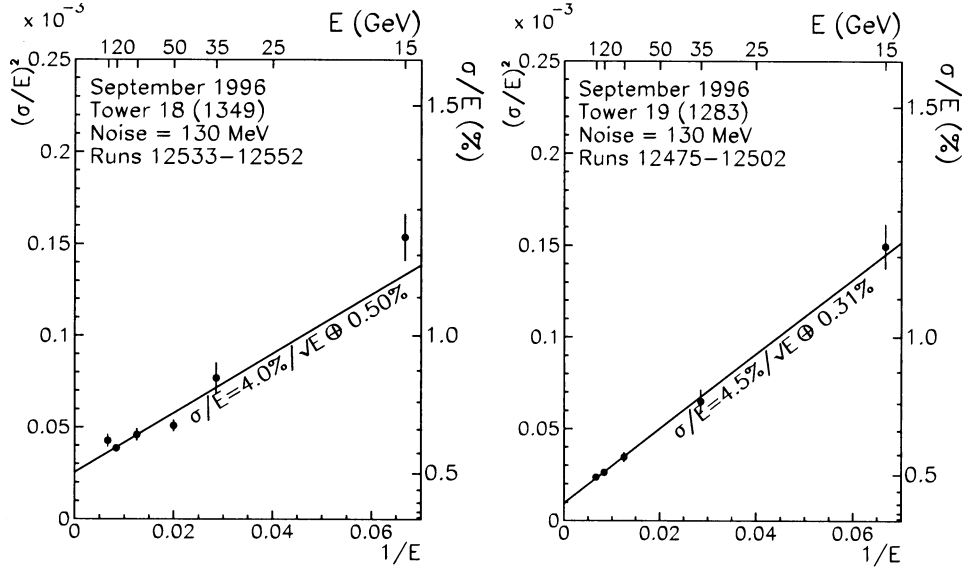 x 10⁻³
E (GeV)
120 50 35 25 15
0.25
0.2
0.15
0.1
0.05
0
(σ/E)²
September 1996
Tower 18 (1349)
Noise = 130 MeV
Runs 12533−12552
σ/E=4.0%/√E ⊕ 0.50%
1.5
1.0
0.5
σ/E (%)
0 0.02 0.04 0.06
1/E
x 10⁻³
E (GeV)
120 50 35 25 15
0.25
0.2
0.15
0.1
0.05
0
(σ/E)²
September 1996
Tower 19 (1283)
Noise = 130 MeV
Runs 12475−12502
σ/E=4.5%/√E ⊕ 0.31%
1.5
1.0
0.5
σ/E (%)
0 0.02 0.04 0.06
1/E